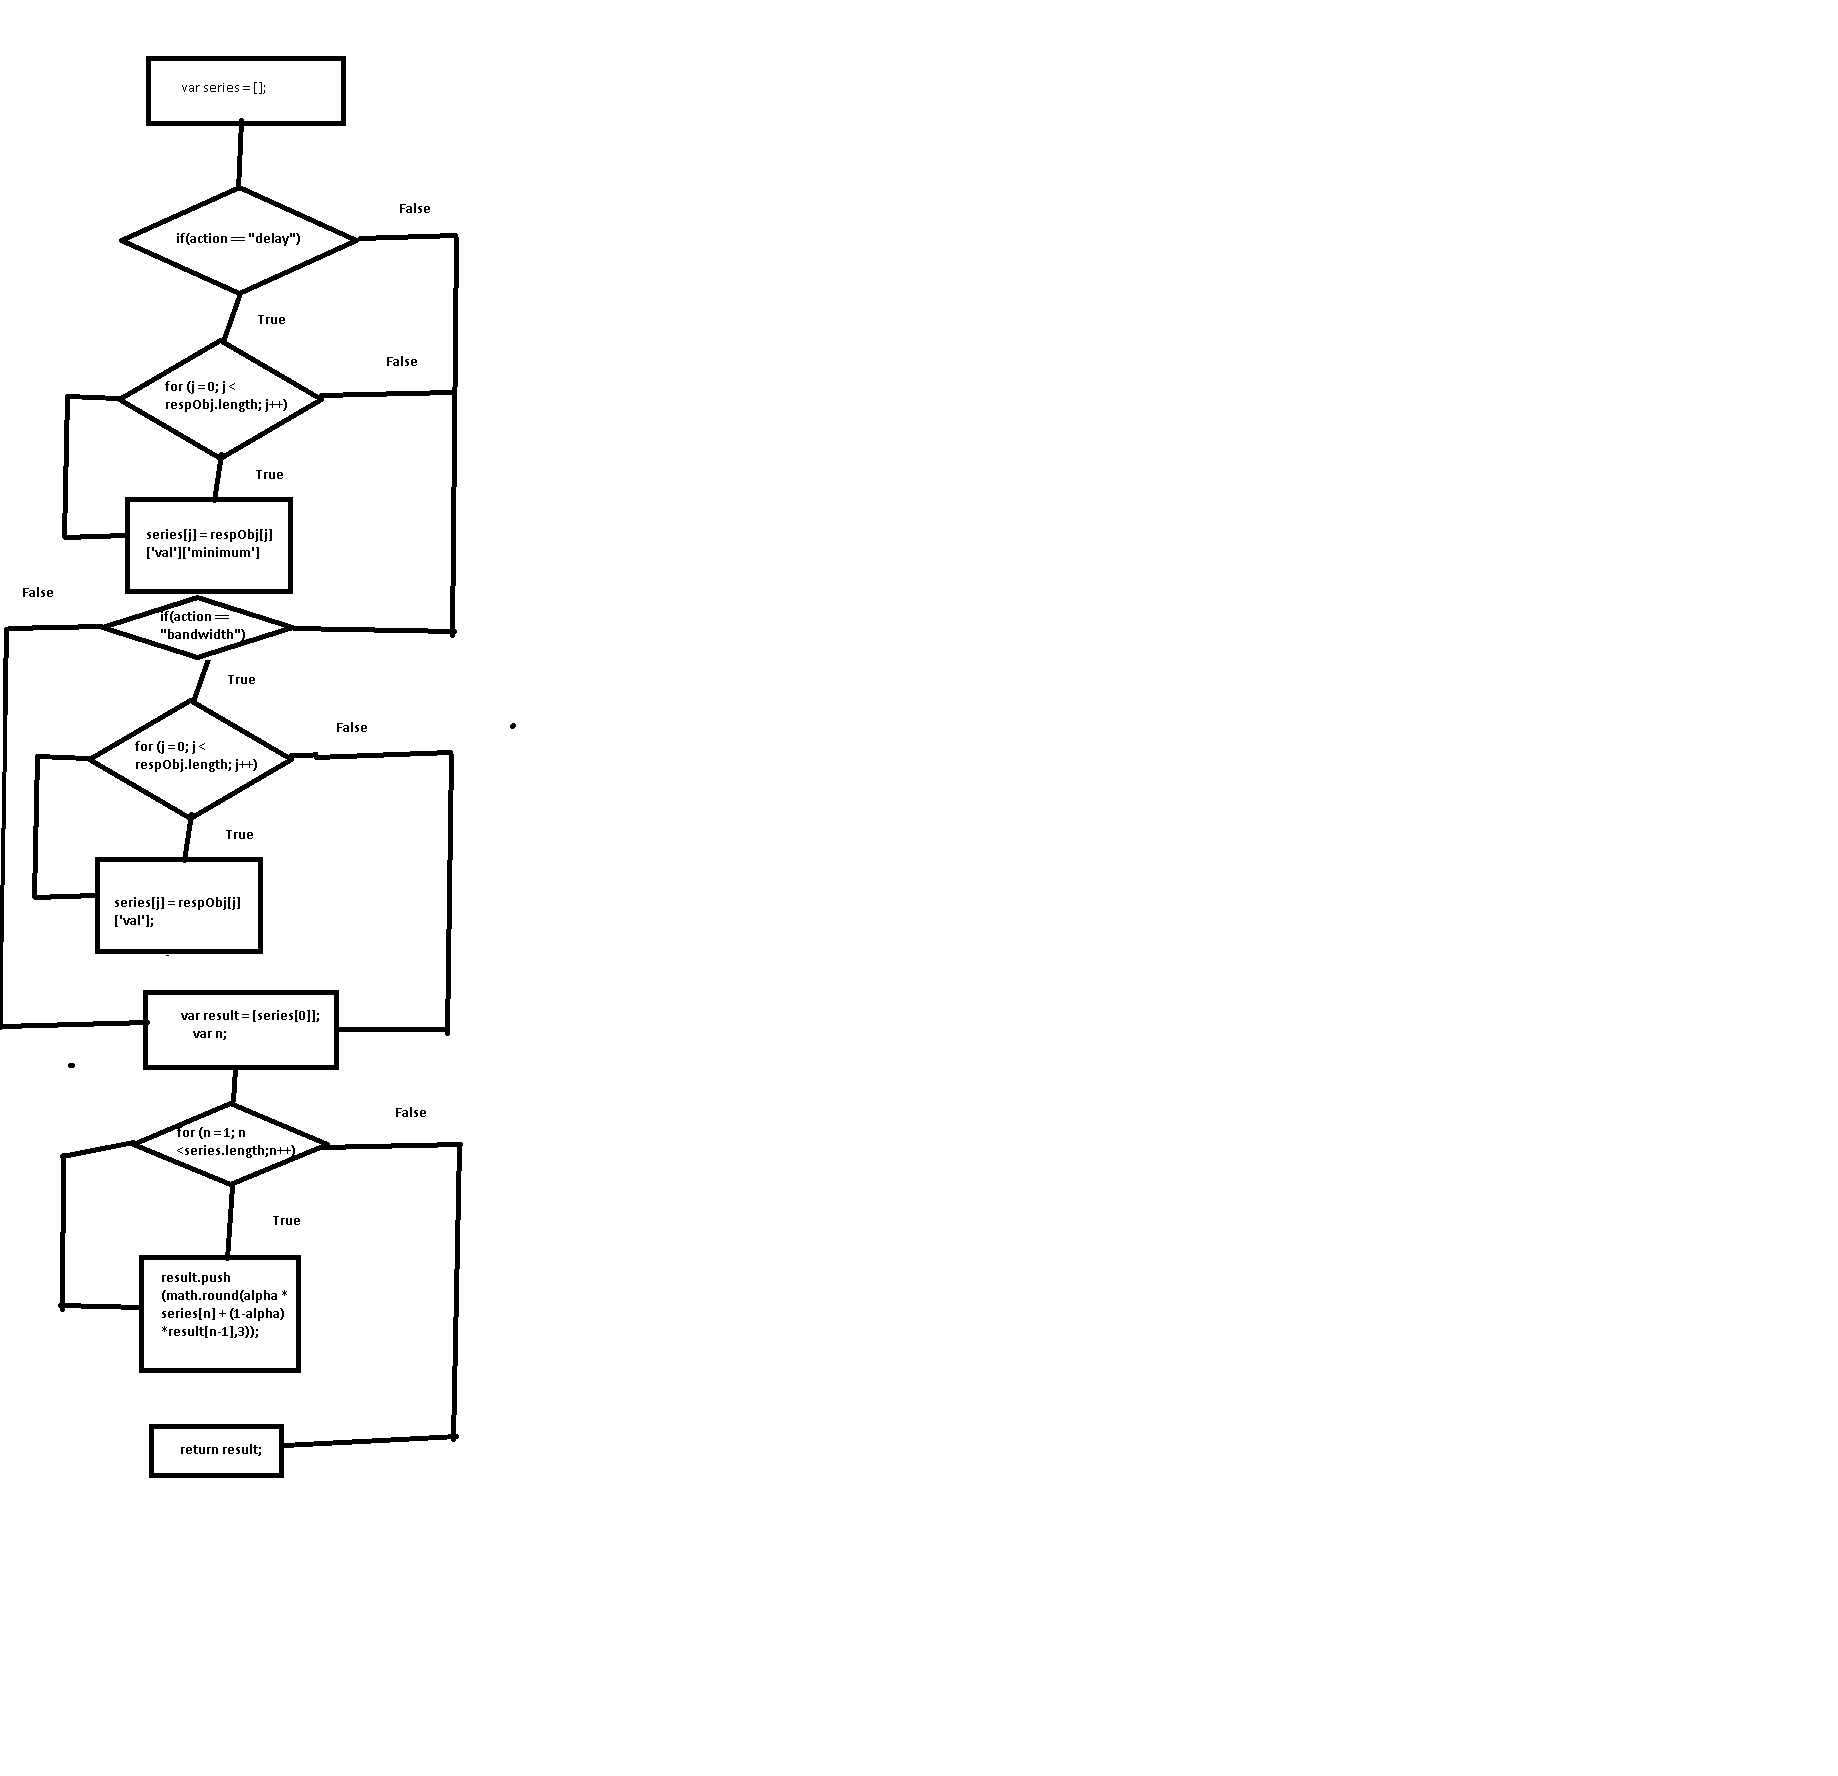 var series = [];
False
if(action == "delay")
True
False
for (j = 0; j <
respObj.length; j++)
True
series[j] = respObj[j]
['val']['minimum']
False
if(action ==
"bandwidth")
True
False
for (j = 0; j <
respObj.length; j++)
True
series[j] = respObj[j]
['val'];
var result = [series[0]];
var n;
False
for (n = 1; n
<series.length;n++)
True
result.push
(math.round(alpha *
series[n] + (1-alpha)
*result[n-1],3));
return result;